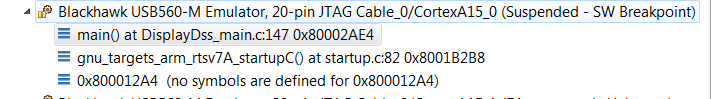 Blackhawk USB560-M Emulator, 20-pin JTAG Cable_0/CortexA15_0 (Suspended - SW Breakpoint)
main() at DisplayDss_main.c:147 0x80002AE4
gnu_targets_arm_rtsv7A_startupC() at startup.c:82 0x8001B2B8
0x800012A4 (no symbols are defined for 0x800012A4)